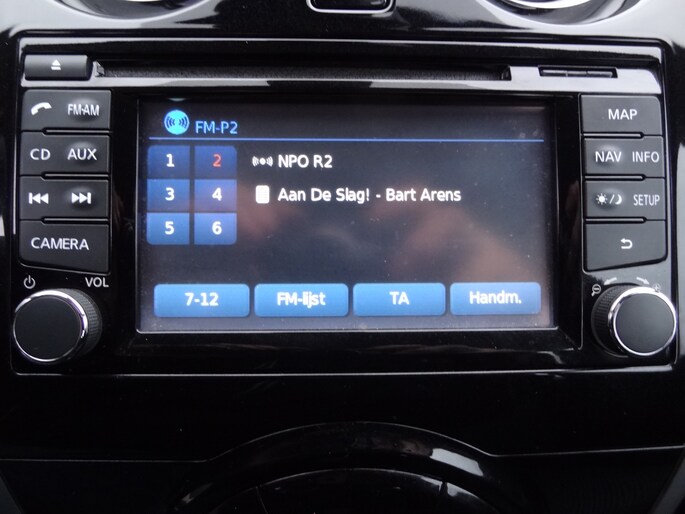 FM-P2
FM-AM
MAP
1 2 NPO R2
CD AUX
NAV INFO
3 4 Aan De Slag! - Bart Arens
SETUP
5 6
CAMERA
VOL
7-12 FM-lijst TA Handm.